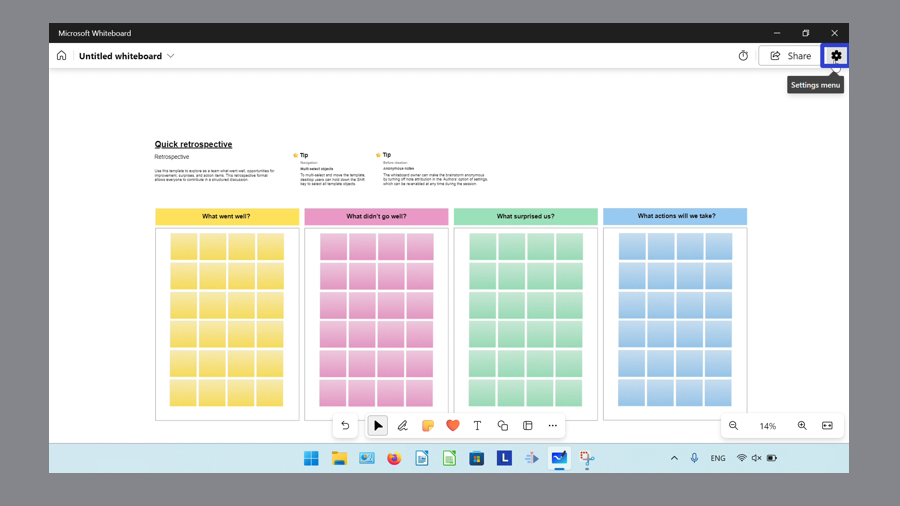 Microsoft Whiteboard
Untitled whiteboard
Share
Settings menu
Quick retrospective
Retrospective
Use this template to explore as a team what went well, opportunities for
improvement, surprises, and action items. This retrospective format
allows everyone to contribute in a structured discussion.
Tip
Navigation:
Multi-select objects
To multi-select and move the template,
desktop users can hold down the Shift
key to select all template objects.
Tip
Before session:
Anonymous notes
The whiteboard owner can make the brainstorm anonymous
by turning off note attribution in the 'Authors' option of settings,
which can be reenabled at any time during the session.
What went well?
What didn't go well?
What surprised us?
What actions will we take?
14%
L
ENG